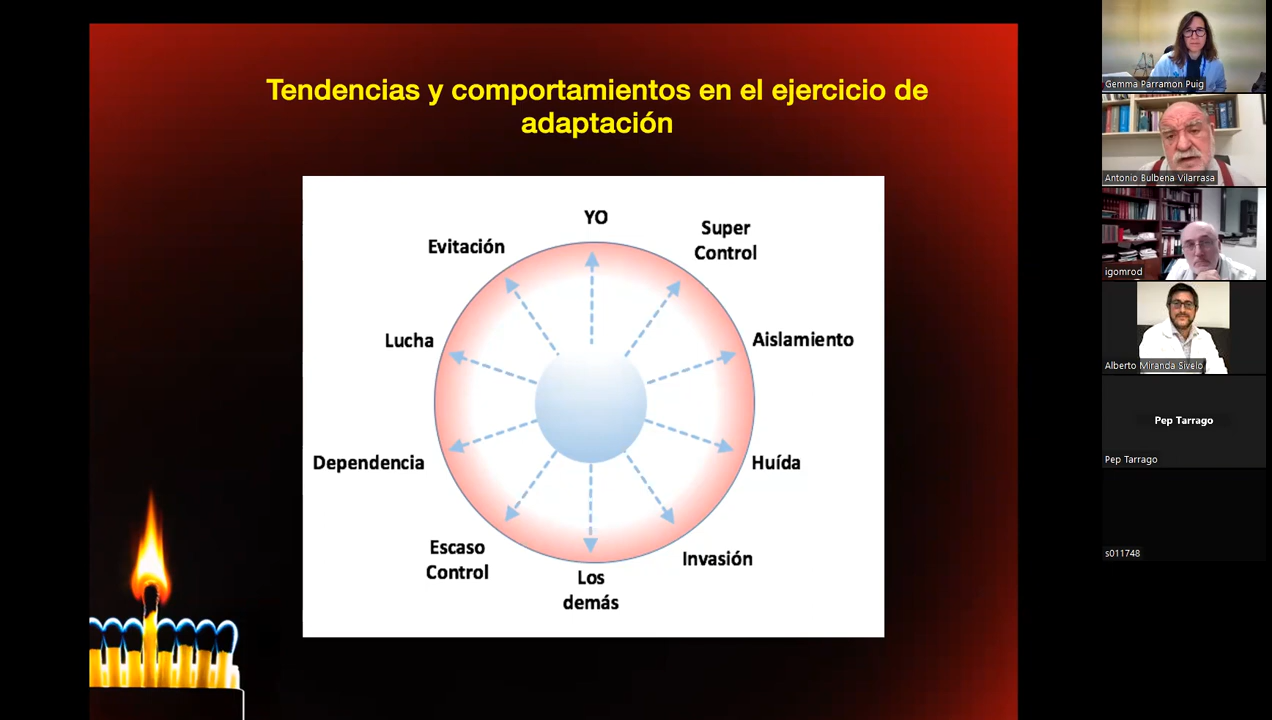 Tendencias y comportamientos en el ejercicio de
adaptación
YO
Super
Control
Evitación
Lucha
Aislamiento
Dependencia
Huída
Escaso
Control
Invasión
Los
demás
Gemma Parramon Puig
Antonio Bulbena Vilarrasa
igomrod
Alberto Miranda Sivelo
Pep Tarrago
Pep Tarrago
s011748